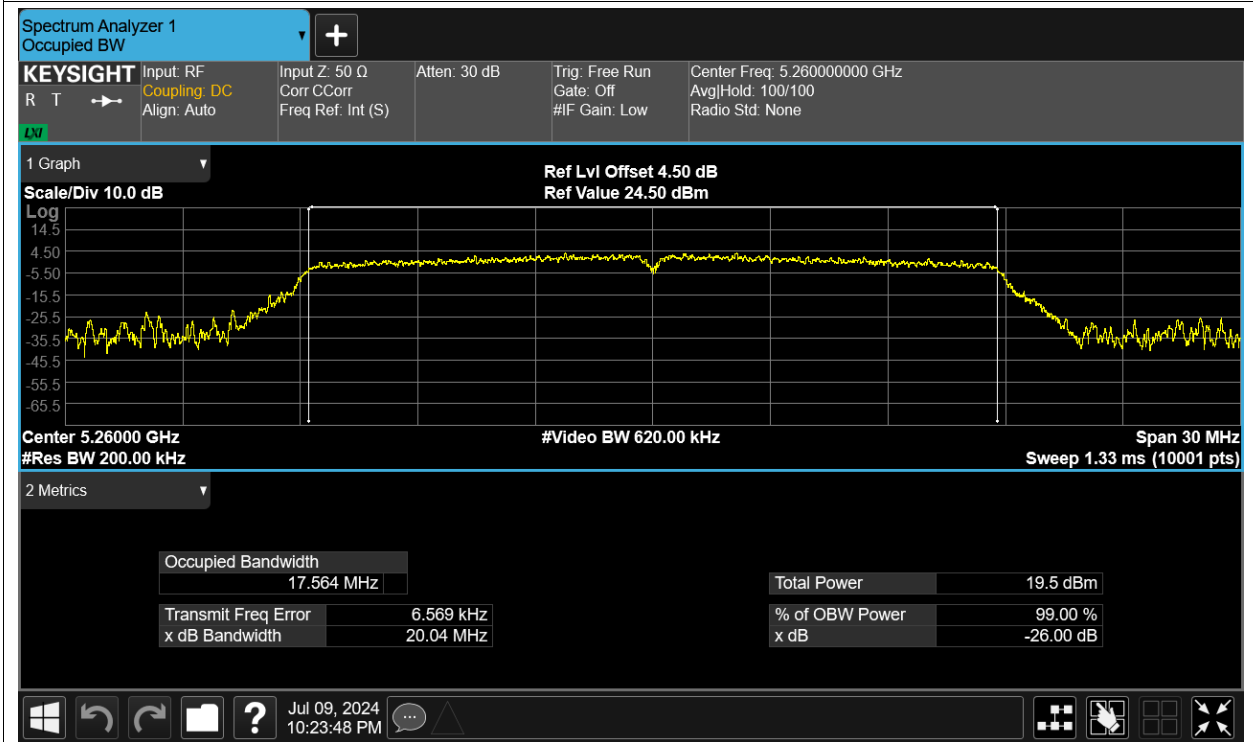 Spectrum Analyzer 1
Occupied BW
KEYSIGHT
R T
LXI
Input: RF
Coupling: DC
Align: Auto
Input Z: 50 Ω
Corr CCorr
Freq Ref: Int (S)
Atten: 30 dB
Trig: Free Run
Gate: Off
#IF Gain: Low
Center Freq: 5.260000000 GHz
Avg|Hold: 100/100
Radio Std: None
1 Graph
Scale/Div 10.0 dB
Ref Lvl Offset 4.50 dB
Ref Value 24.50 dBm
Log
14.5
4.50
-5.50
-15.5
-25.5
-35.5
-45.5
-55.5
-65.5
Center 5.26000 GHz
#Res BW 200.00 kHz
#Video BW 620.00 kHz
Span 30 MHz
Sweep 1.33 ms (10001 pts)
2 Metrics
Occupied Bandwidth
17.564 MHz
Transmit Freq Error 6.569 kHz
x dB Bandwidth 20.04 MHz
Total Power 19.5 dBm
% of OBW Power 99.00 %
x dB -26.00 dB
?
Jul 09, 2024
10:23:48 PM